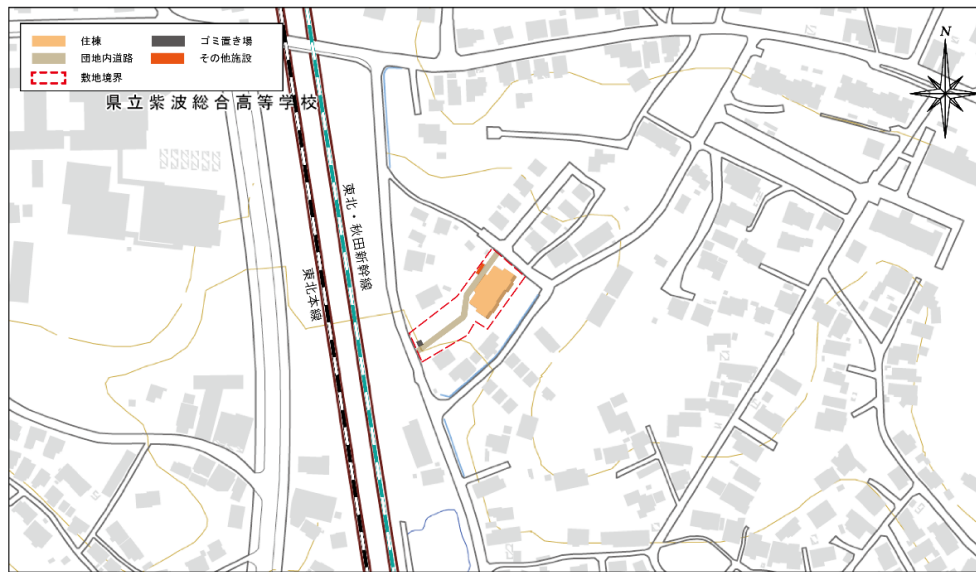 住棟
ゴミ置き場
団地内道路
その他施設
敷地境界
県立紫波総合高等学校
N
東北・秋田新幹線
東北本線